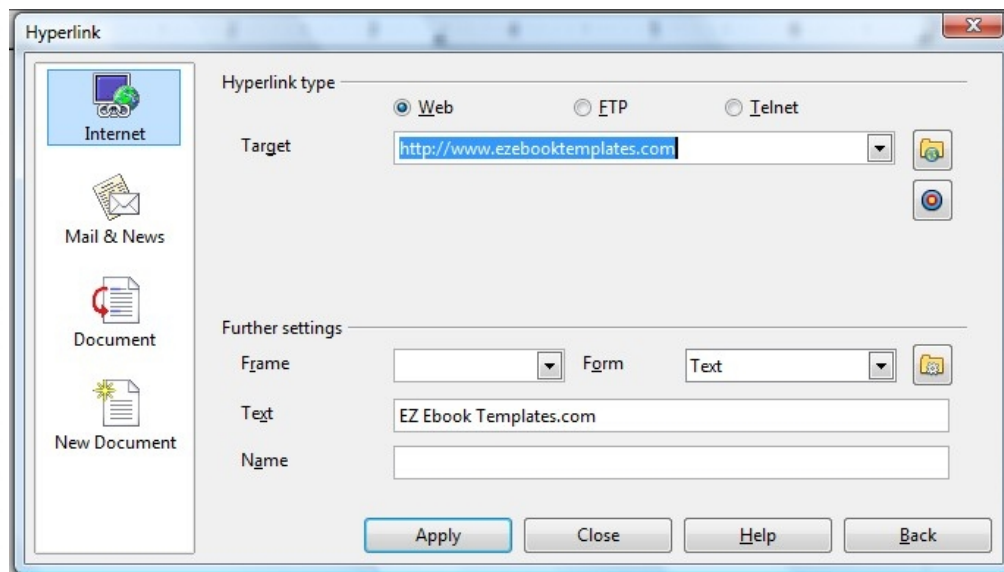 Hyperlink
Internet
Mail & News
Document
New Document
Hyperlink type
Web FTP Telnet
Target http://www.ezebooktemplates.com
Further settings
Frame Form Text
Text EZ Ebook Templates.com
Name
Apply Close Help Back